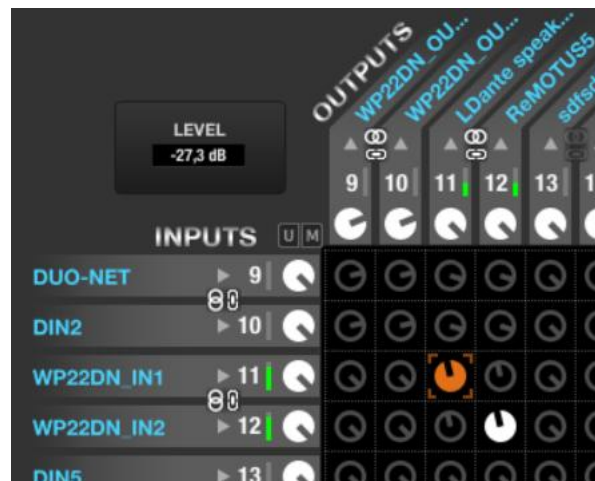 OUTPUTS
WP22DN_OU...
WP22DN_OU...
LDante speak...
ReMOTUS5
LEVEL
-27,3 dB
9 10 11 12 13
INPUTS U M
DUO-NET 9
DIN2 10
WP22DN_IN1 11
WP22DN_IN2 12
DIN5 13